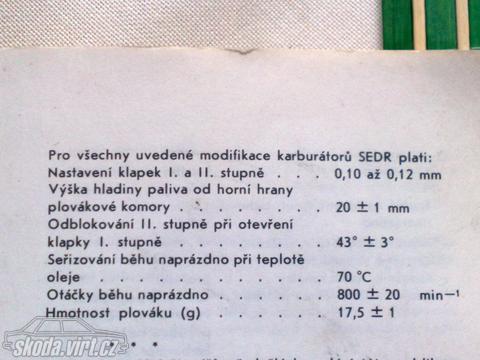 Pro všechny uvedené modifikace karburátorů SEDR platí:
Nastavení klapek I. a II. stupně . . . 0,10 až 0,12 mm
Výška hladiny paliva od horní hrany
plovákové komory . . . . . . . 20 ± 1 mm
Odblokování II. stupně při otevření
klapky I. stupně . . . . . . . 43° ± 3°
Seřizování běhu naprázdno při teplotě
oleje . . . . . . . . . . 70 °C
Otáčky běhu naprázdno . . . . . 800 ± 20 min-¹
Hmotnost plováku (g) . . . . . . 17,5 ± 1
* * *
www.skoda.virt.cz